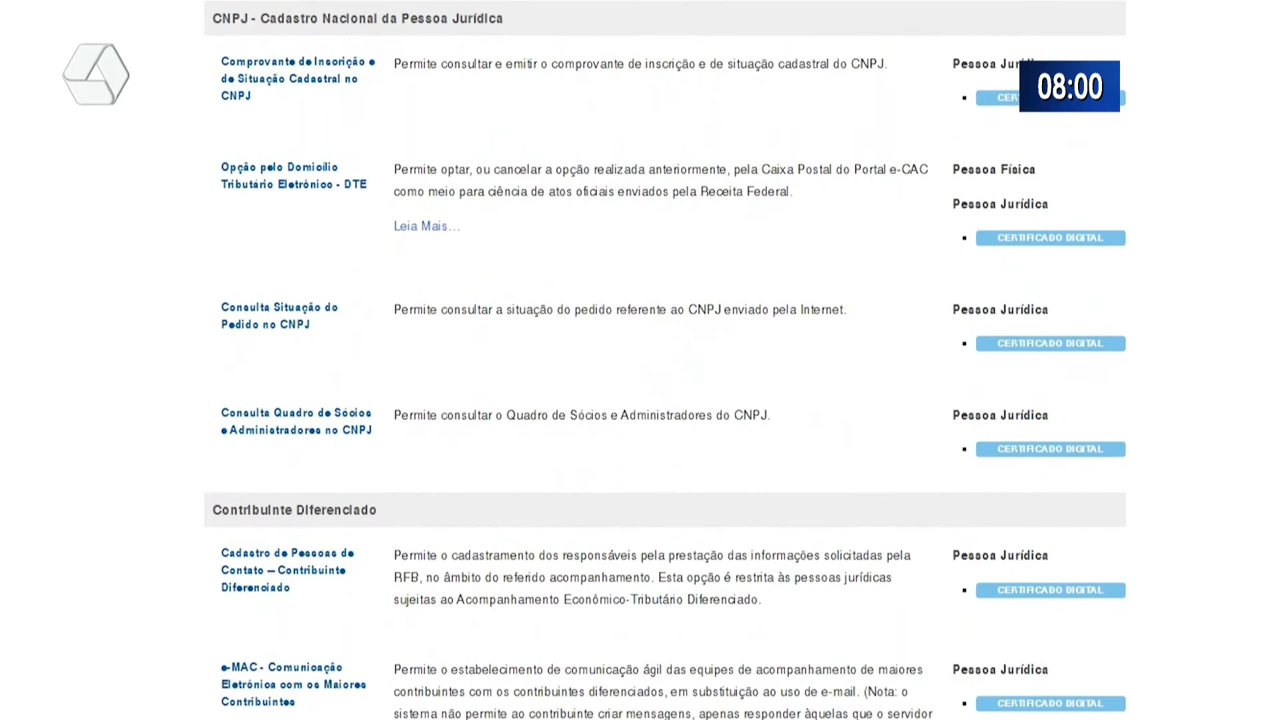 CNPJ - Cadastro Nacional da Pessoa Jurídica
Comprovante de Inscrição e
de Situação Cadastral no
CNPJ
Permite consultar e emitir o comprovante de inscrição e de situação cadastral do CNPJ.
Pessoa
08:00
Opção pelo Domicílio
Tributário Eletrônico - DTE
Permite optar, ou cancelar a opção realizada anteriormente, pela Caixa Postal do Portal e-CAC
como meio para ciência de atos oficiais enviados pela Receita Federal.
Leia Mais...
Pessoa Física
Pessoa Jurídica
CERTIFICADO DIGITAL
Consulta Situação do
Pedido no CNPJ
Permite consultar a situação do pedido referente ao CNPJ enviado pela Internet.
Pessoa Jurídica
CERTIFICADO DIGITAL
Consulta Quadro de Sócios
e Administradores no CNPJ
Permite consultar o Quadro de Sócios e Administradores do CNPJ.
Pessoa Jurídica
CERTIFICADO DIGITAL
Contribuinte Diferenciado
Cadastro de Pessoas de
Contato – Contribuinte
Diferenciado
Permite o cadastramento dos responsáveis pela prestação das informações solicitadas pela
RFB, no âmbito do referido acompanhamento. Esta opção é restrita às pessoas jurídicas
sujeitas ao Acompanhamento Econômico-Tributário Diferenciado.
Pessoa Jurídica
CERTIFICADO DIGITAL
e-MAC - Comunicação
Eletrônica com os Maiores
Contribuintes
Permite o estabelecimento de comunicação ágil das equipes de acompanhamento de maiores
contribuintes com os contribuintes diferenciados, em substituição ao uso de e-mail. (Nota: o
sistema não permite ao contribuinte criar mensagens, apenas responder àquelas que o servidor
Pessoa Jurídica
CERTIFICADO DIGITAL